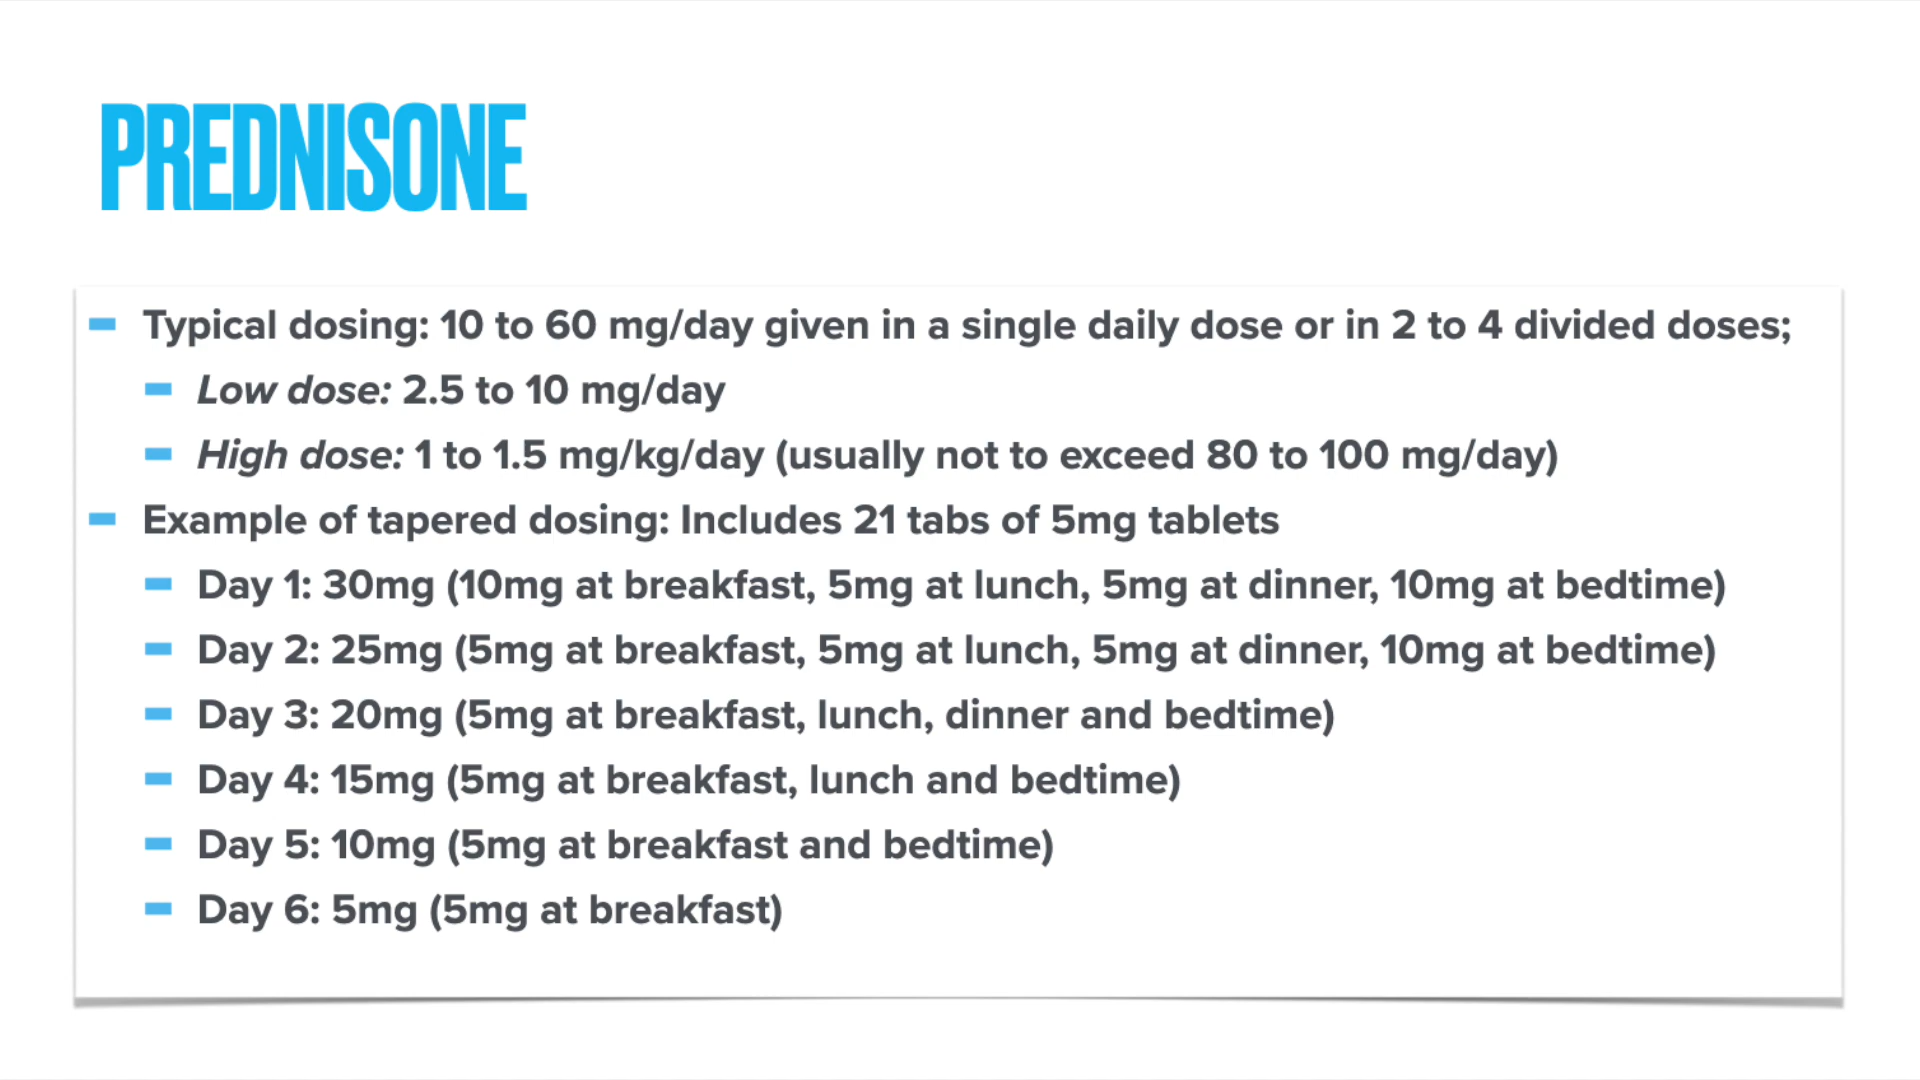 PREDNISONE
Typical dosing: 10 to 60 mg/day given in a single daily dose or in 2 to 4 divided doses;
Low dose: 2.5 to 10 mg/day
High dose: 1 to 1.5 mg/kg/day (usually not to exceed 80 to 100 mg/day)
Example of tapered dosing: Includes 21 tabs of 5mg tablets
Day 1: 30mg (10mg at breakfast, 5mg at lunch, 5mg at dinner, 10mg at bedtime)
Day 2: 25mg (5mg at breakfast, 5mg at lunch, 5mg at dinner, 10mg at bedtime)
Day 3: 20mg (5mg at breakfast, lunch, dinner and bedtime)
Day 4: 15mg (5mg at breakfast, lunch and bedtime)
Day 5: 10mg (5mg at breakfast and bedtime)
Day 6: 5mg (5mg at breakfast)